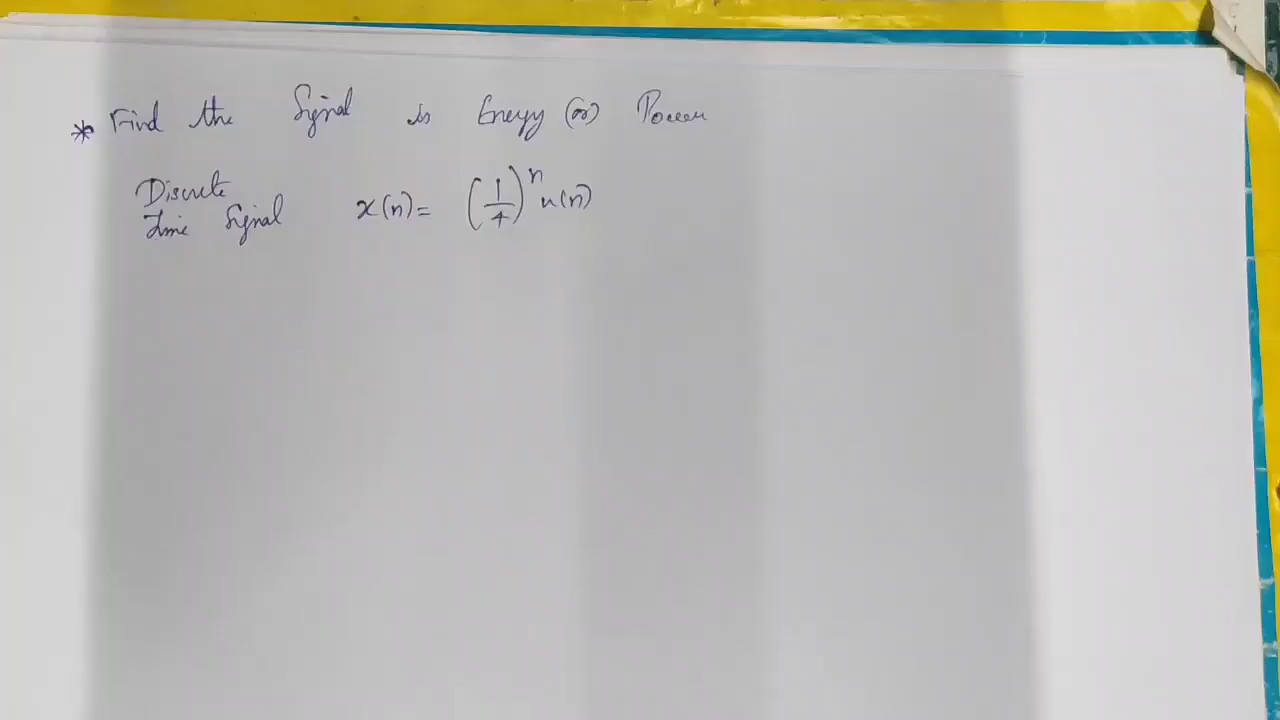 * Find the Signal is Energy (or) Power
Discrete
Time Signal x(n) = (1/4)^n u(n)